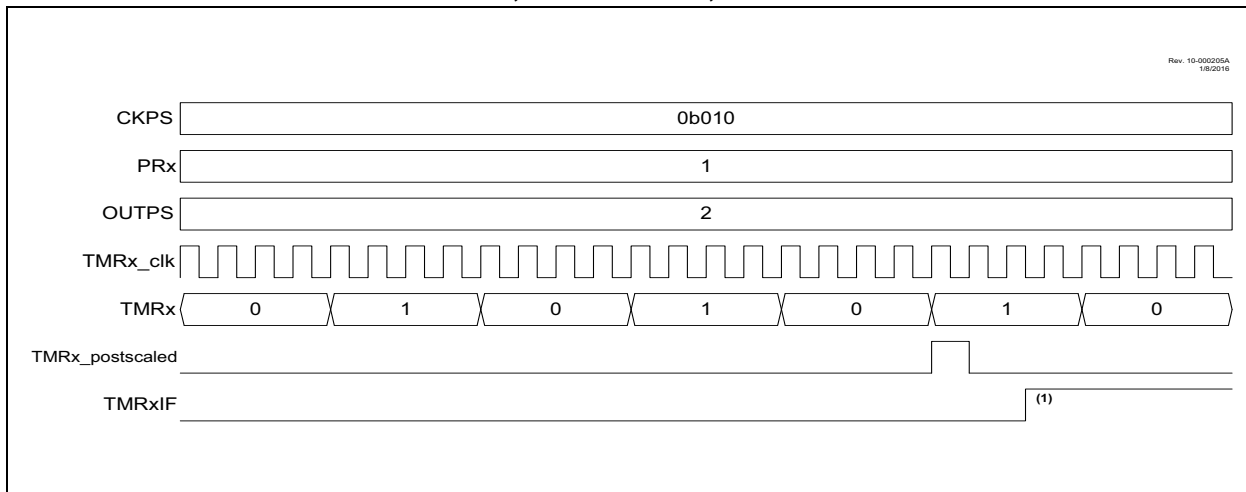 Rev. 10-000205A
1/8/2016
CKPS 0b010
PRx 1
OUTPS 2
TMRx_clk
TMRx 0 1 0 1 0 1 0
TMRx_postscaled
TMRxIF (1)